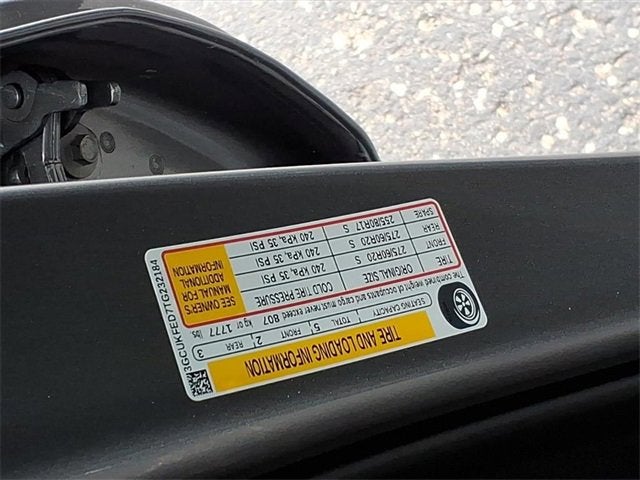 TIRE AND LOADING INFORMATION
SEATING CAPACITY TOTAL 5 FRONT 2 REAR 3
The combined weight of occupants and cargo must never exceed 807 kg or 1777 lbs
TIRE ORIGINAL SIZE COLD TIRE PRESSURE
FRONT 275/60R20 S 240 kPa, 35 PSI
REAR 275/60R20 S 240 kPa, 35 PSI
SPARE 255/80R17 S 240 kPa, 35 PSI
SEE OWNER'S
MANUAL FOR
ADDITIONAL
INFORMATION
3GCUKFED7TG232184